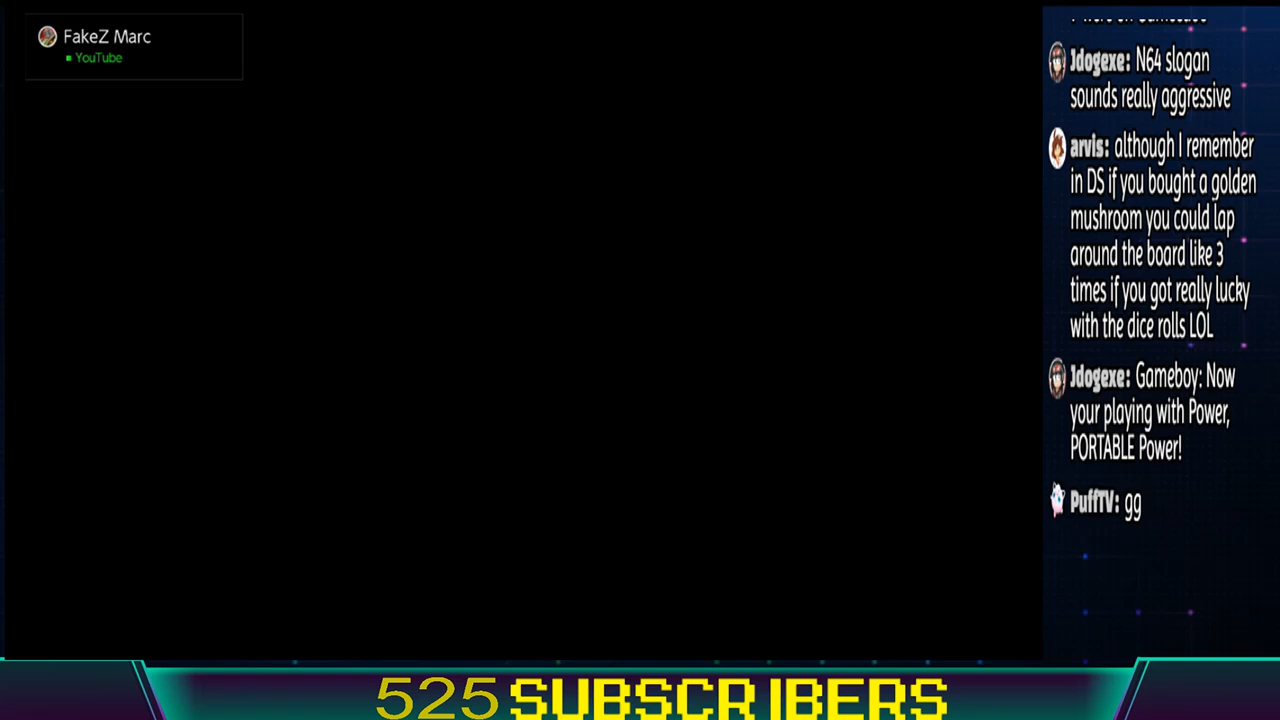 FakeZ Marc
YouTube
Jdogexe: N64 slogan
sounds really aggressive
arvis: although I remember
in DS if you bought a golden
mushroom you could lap
around the board like 3
times if you got really lucky
with the dice rolls LOL
Jdogexe: Gameboy: Now
your playing with Power,
PORTABLE Power!
PuffTV: gg
525 SUBSCRIBERS